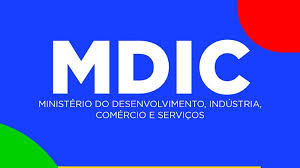 MDIC
MINISTÉRIO DO DESENVOLVIMENTO, INDÚSTRIA,
COMÉRCIO E SERVIÇOS